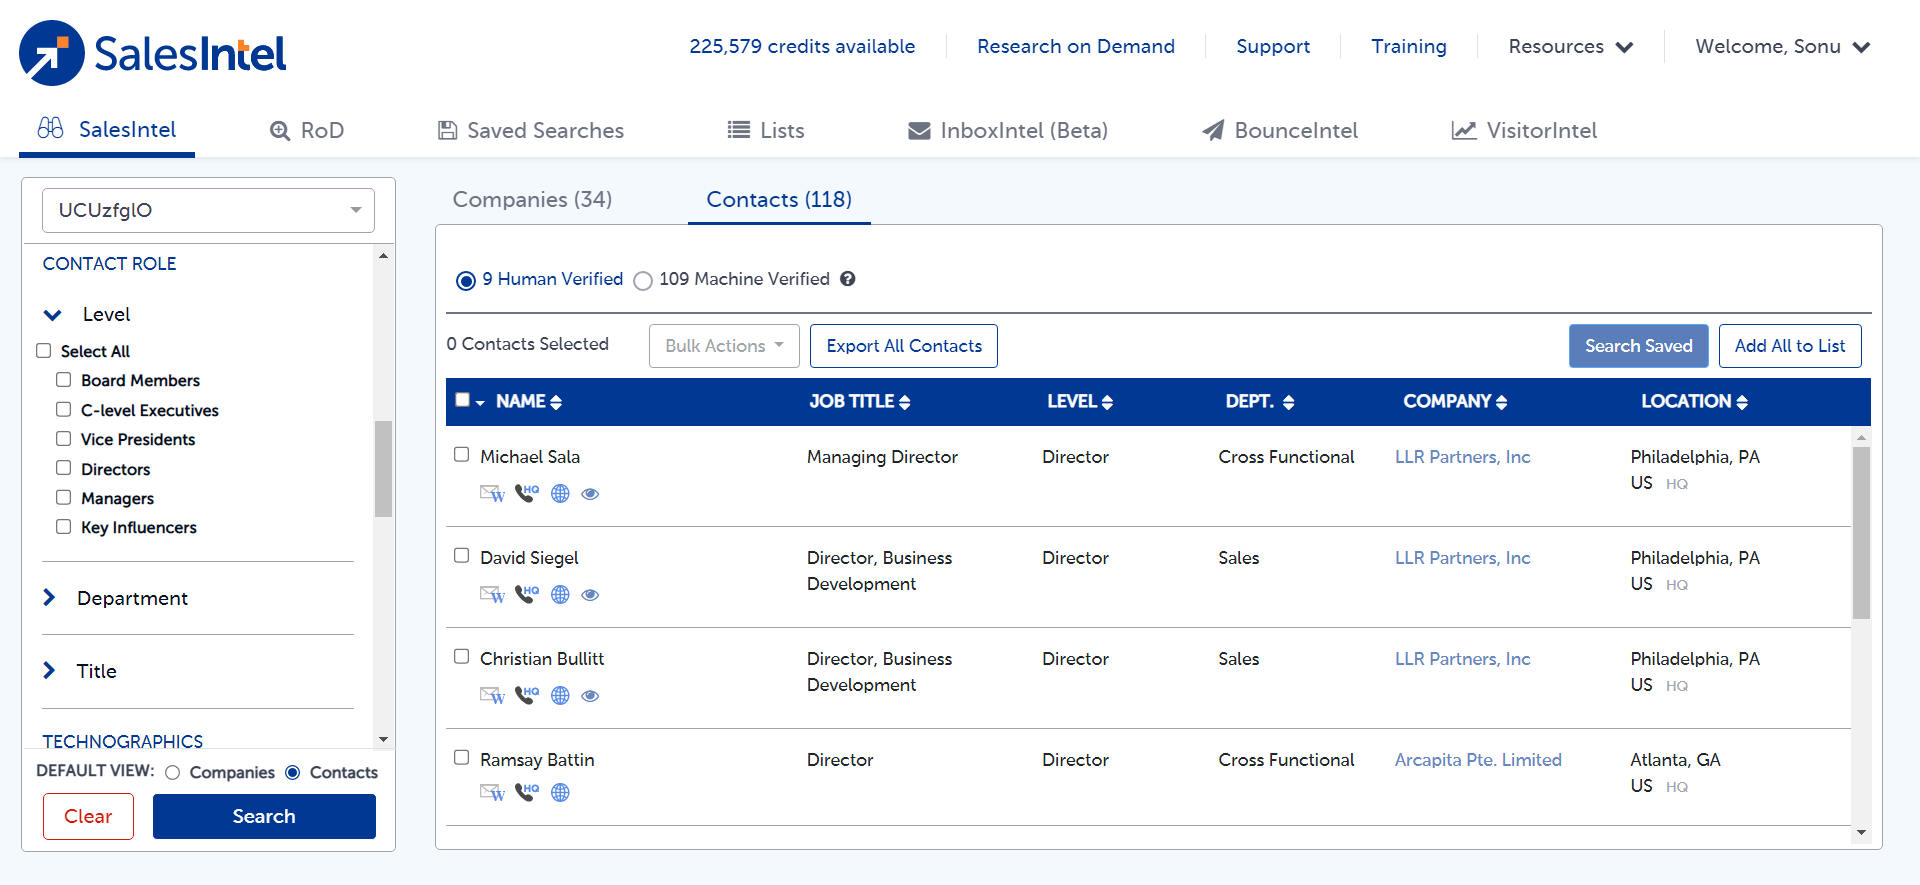 SalesIntel
225,579 credits available
Research on Demand
Support
Training
Resources
Welcome, Sonu
SalesIntel
RoD
Saved Searches
Lists
InboxIntel (Beta)
BounceIntel
VisitorIntel
UCUzfglO
CONTACT ROLE
Level
Select All
Board Members
C-level Executives
Vice Presidents
Directors
Managers
Key Influencers
Department
Title
TECHNOGRAPHICS
DEFAULT VIEW: Companies Contacts
Clear
Search
Companies (34)
Contacts (118)
9 Human Verified
109 Machine Verified ?
0 Contacts Selected
Bulk Actions
Export All Contacts
Search Saved
Add All to List
NAME JOB TITLE LEVEL DEPT. COMPANY LOCATION
Michael Sala Managing Director Director Cross Functional LLR Partners, Inc Philadelphia, PA
US HQ
W HQ
David Siegel Director, Business Director Sales LLR Partners, Inc Philadelphia, PA
Development US HQ
W HQ
Christian Bullitt Director, Business Director Sales LLR Partners, Inc Philadelphia, PA
Development US HQ
W HQ
Ramsay Battin Director Director Cross Functional Arcapita Pte. Limited Atlanta, GA
US HQ
W HQ